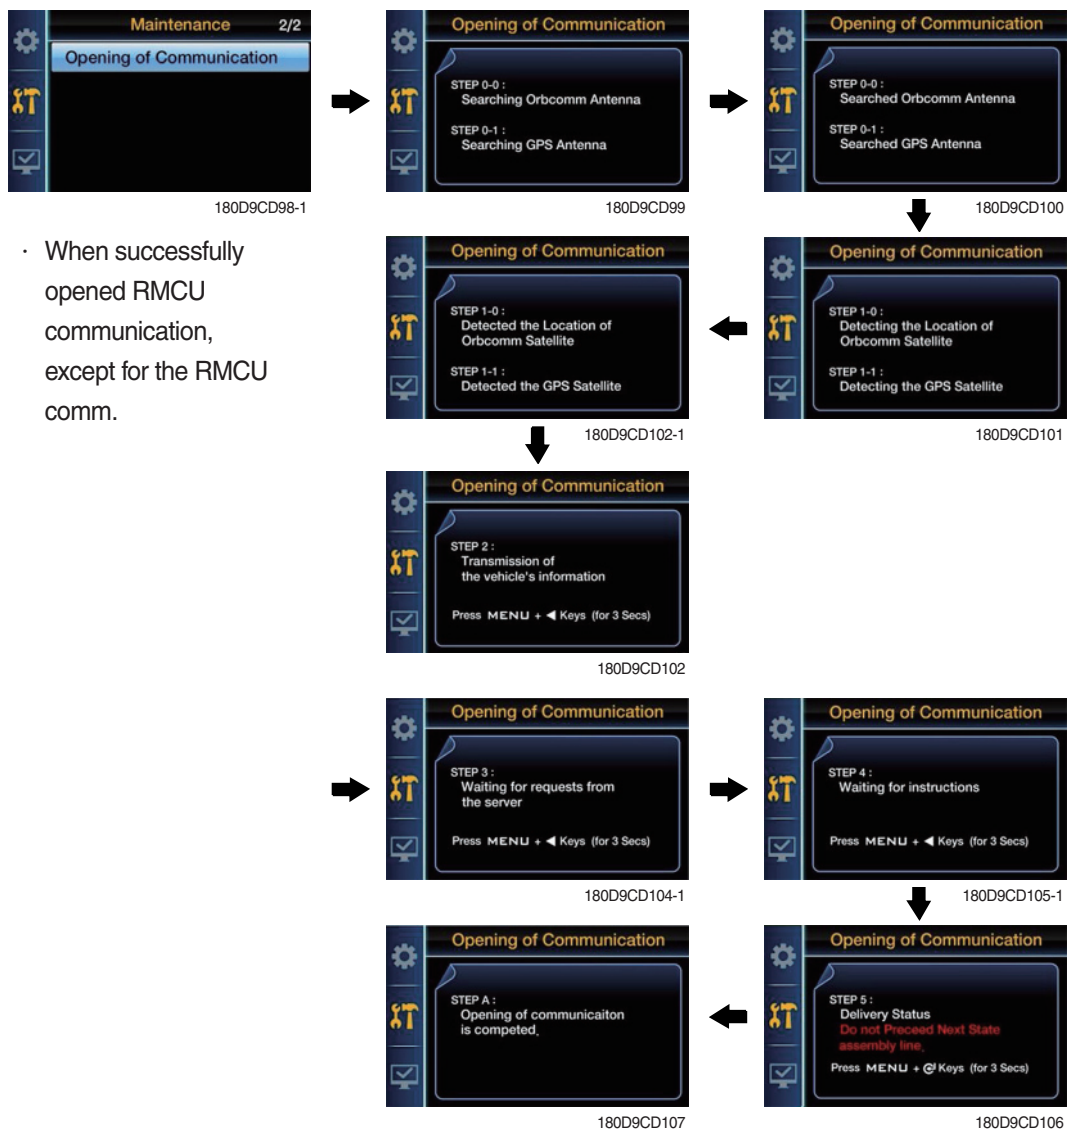 Maintenance 2/2
Opening of Communication
180D9CD98-1
· When successfully
opened RMCU
communication,
except for the RMCU
comm.
Opening of Communication
STEP 0-0 :
Searching Orbcomm Antenna
STEP 0-1 :
Searching GPS Antenna
180D9CD99
Opening of Communication
STEP 0-0 :
Searched Orbcomm Antenna
STEP 0-1 :
Searched GPS Antenna
180D9CD100
Opening of Communication
STEP 1-0 :
Detecting the Location of
Orbcomm Satellite
STEP 1-1 :
Detecting the GPS Satellite
180D9CD101
Opening of Communication
STEP 1-0 :
Detected the Location of
Orbcomm Satellite
STEP 1-1 :
Detected the GPS Satellite
180D9CD102-1
Opening of Communication
STEP 2 :
Transmission of
the vehicle's information
Press MENU + ◀ Keys (for 3 Secs)
180D9CD102
Opening of Communication
STEP 3 :
Waiting for requests from
the server
Press MENU + ◀ Keys (for 3 Secs)
180D9CD104-1
Opening of Communication
STEP 4 :
Waiting for instructions
Press MENU + ◀ Keys (for 3 Secs)
180D9CD105-1
Opening of Communication
STEP 5 :
Delivery Status
Do not Preceed Next State
assembly line.
Press MENU + Keys (for 3 Secs)
180D9CD106
Opening of Communication
STEP A :
Opening of communicaiton
is competed.
180D9CD107